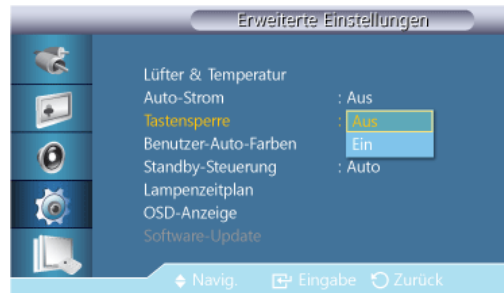 Erweiterte Einstellungen
Lüfter & Temperatur
Auto-Strom : Aus
Tastensperre : Aus
Ein
Benutzer-Auto-Farben
Standby-Steuerung : Auto
Lampenzeitplan
OSD-Anzeige
Software-Update
Navig. Eingabe Zurück